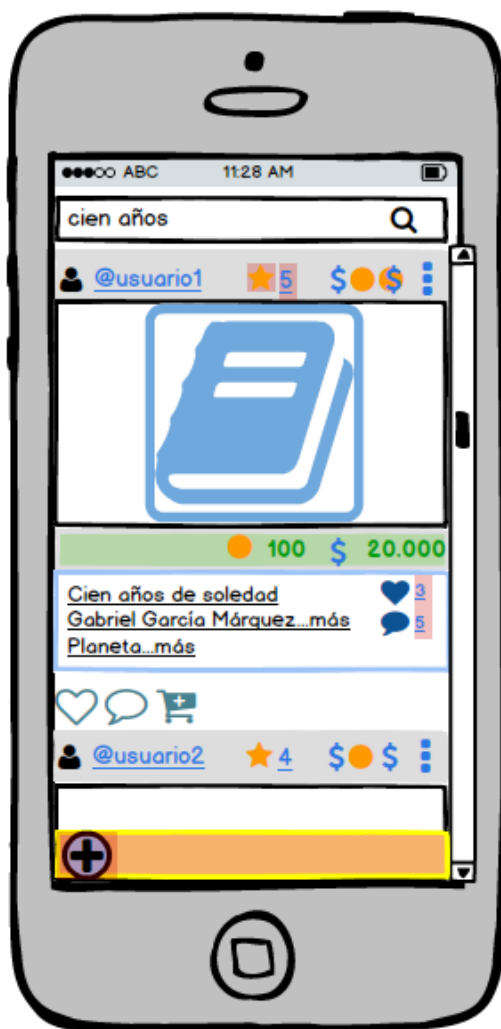 ABC 11:28 AM
cien años
@usuario1 5 $ $
100 $ 20.000
Cien años de soledad 3
Gabriel García Márquez...más 5
Planeta...más
@usuario2 4 $ $